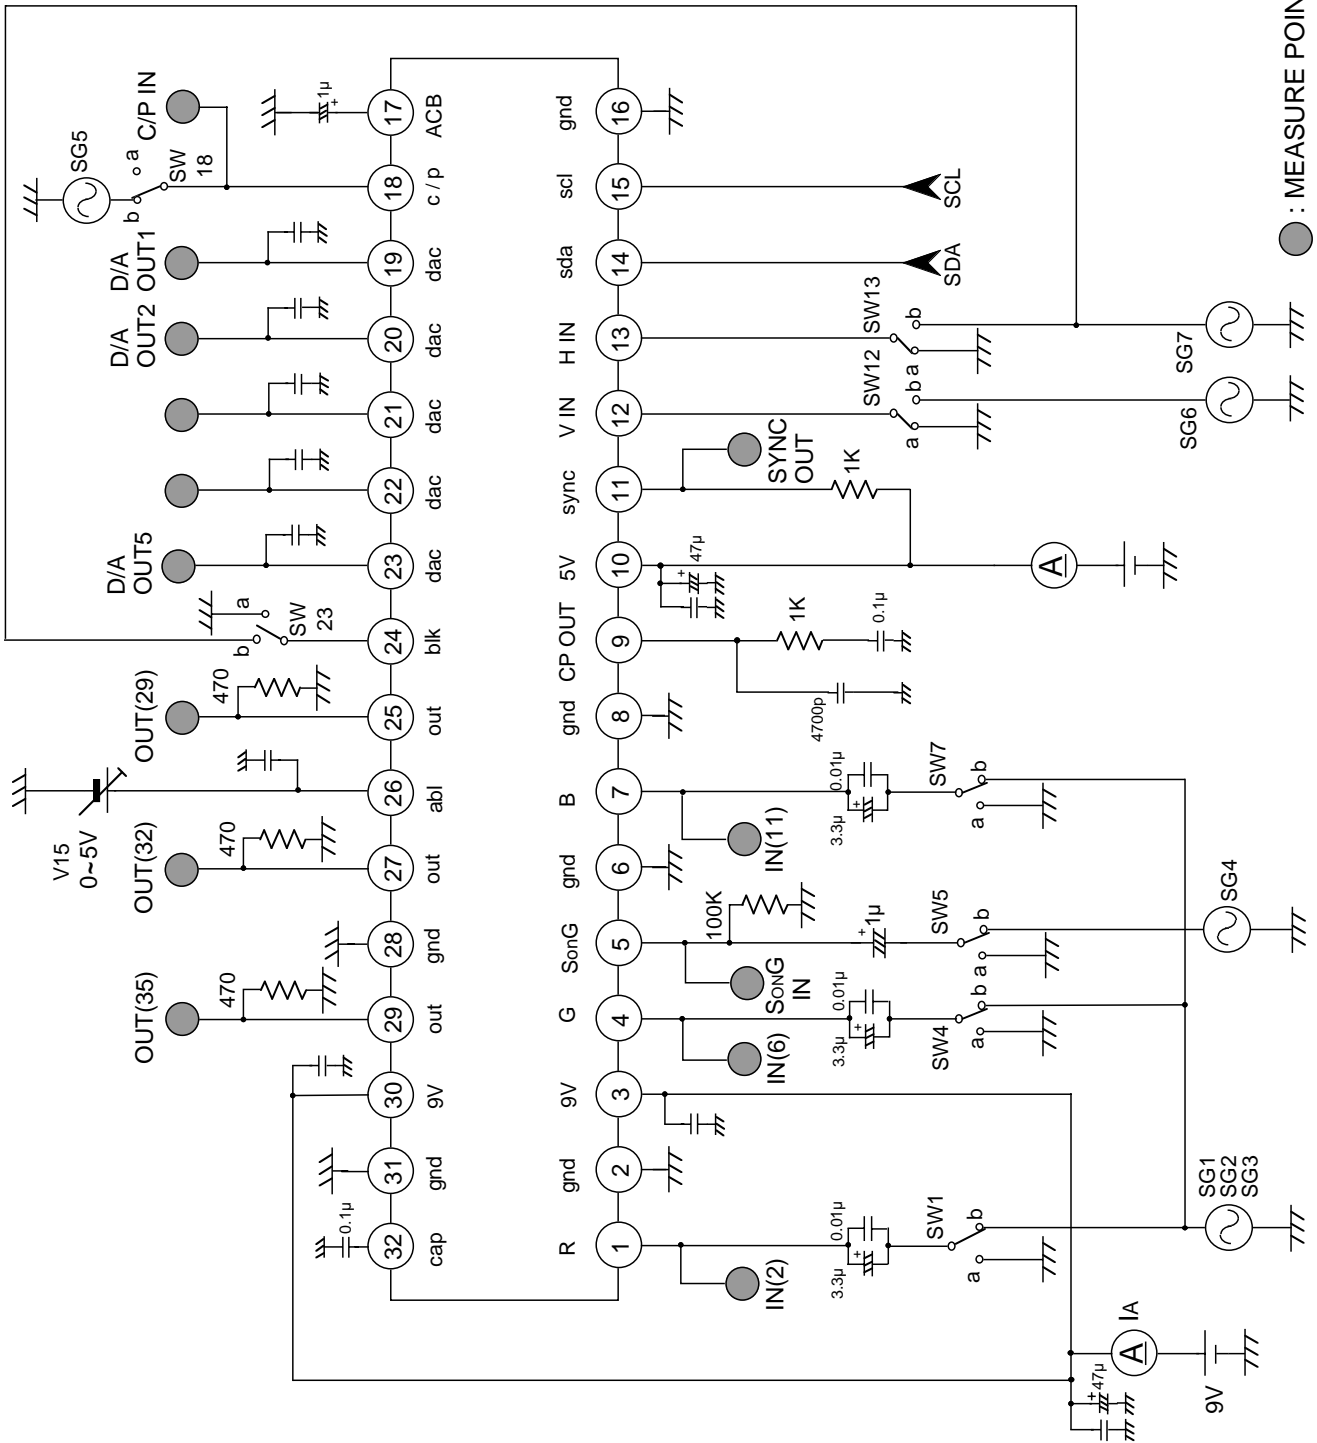 SG5
b
a
C/P IN
SW
18
D/A
OUT1
D/A
OUT2
D/A
OUT5
a
b
SW
23
OUT(29)
470
V15
0~5V
OUT(32)
470
OUT(35)
470
0.1µ
1µ
+
17
ACB
18
c / p
19
dac
20
dac
21
dac
22
dac
23
dac
24
blk
25
out
26
abl
27
out
28
gnd
29
out
30
9V
31
gnd
32
cap
16
gnd
15
scl
14
sda
13
H IN
12
V IN
11
sync
10
5V
9
CP OUT
8
gnd
7
B
6
gnd
5
SonG
4
G
3
9V
2
gnd
1
R
SCL
SDA
SW13
a
b
SW12
a
b
SG7
SG6
SYNC
OUT
1K
+
47µ
A
1K
0.1µ
4700p
IN(11)
0.01µ
3.3µ
+
SW7
a
b
100K
SONG
IN
+
1µ
SW5
a
b
SG4
IN(6)
0.01µ
3.3µ
+
SW4
a
b
IN(2)
0.01µ
3.3µ
+
SW1
a
b
SG1
SG2
SG3
A
IA
9V
+
47µ
: MEASURE POIN